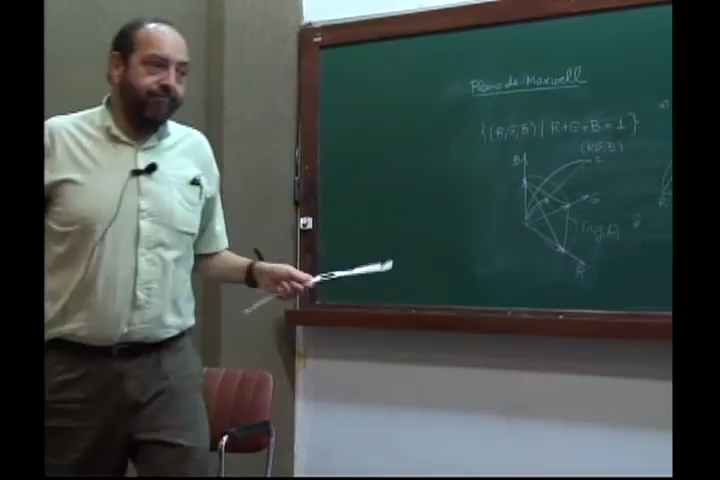 Plano de Maxwell
{(R,G,B) | R+G+B=1}
(R,G,B)
B
C
G
(r,g,b)
R
R